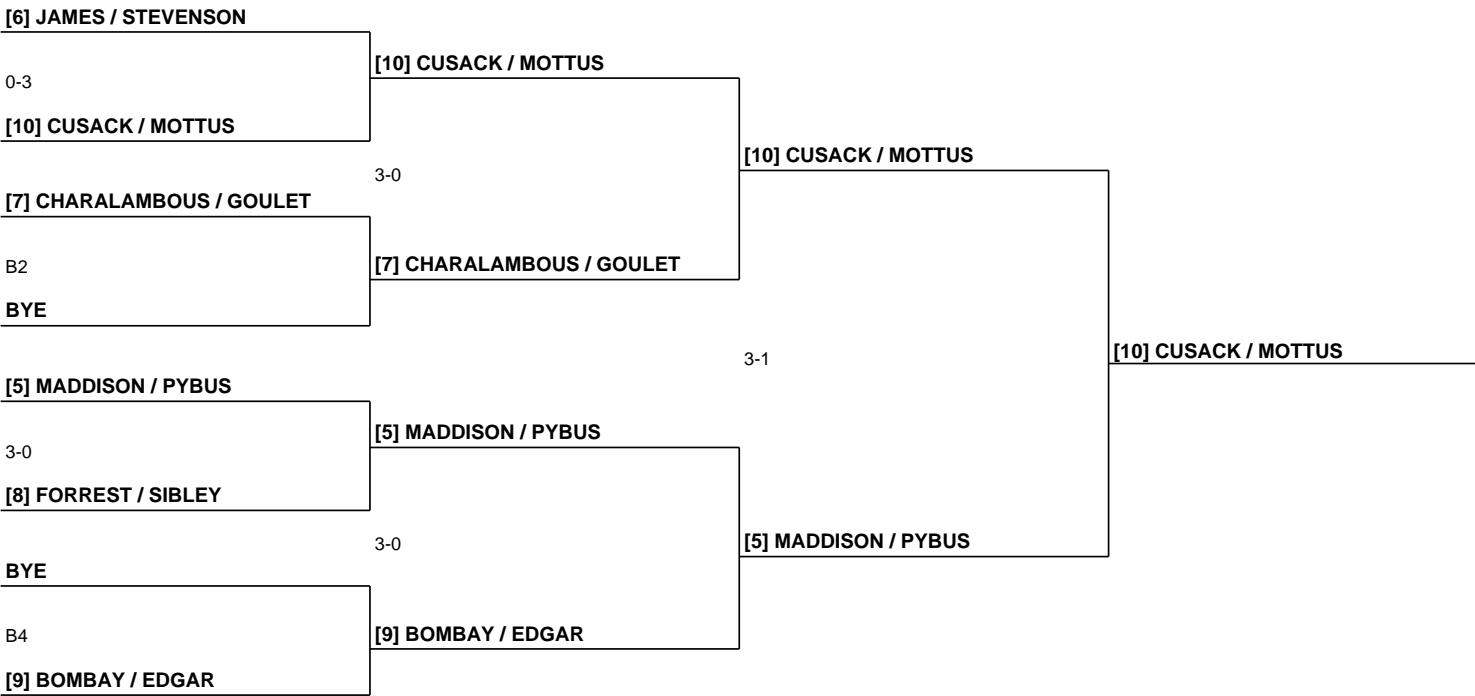 [6] JAMES / STEVENSON
[10] CUSACK / MOTTUS
0-3
[10] CUSACK / MOTTUS
[10] CUSACK / MOTTUS
3-0
[7] CHARALAMBOUS / GOULET
B2
[7] CHARALAMBOUS / GOULET
BYE
3-1
[10] CUSACK / MOTTUS
[5] MADDISON / PYBUS
[5] MADDISON / PYBUS
3-0
[8] FORREST / SIBLEY
3-0
[5] MADDISON / PYBUS
BYE
B4
[9] BOMBAY / EDGAR
[9] BOMBAY / EDGAR